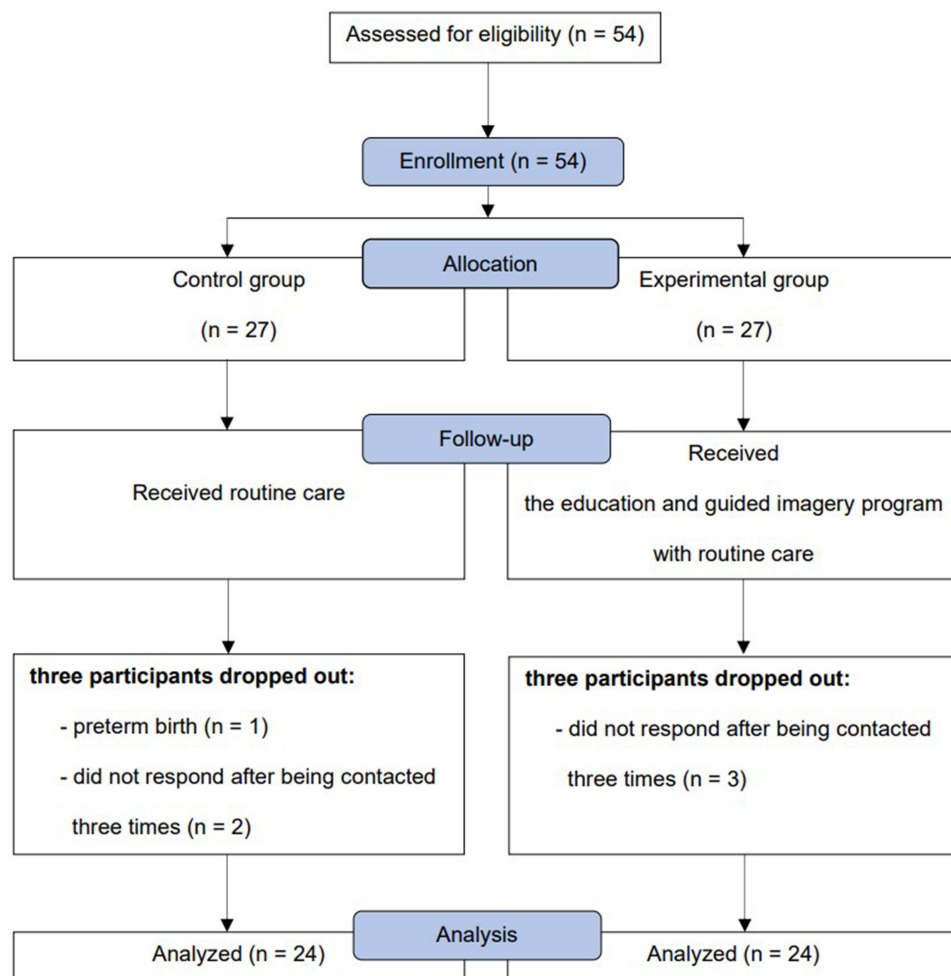 Assessed for eligibility (n = 54)
Enrollment (n = 54)
Allocation
Control group
(n = 27)
Experimental group
(n = 27)
Follow-up
Received routine care
Received
the education and guided imagery program
with routine care
three participants dropped out:
- preterm birth (n = 1)
- did not respond after being contacted
three times (n = 2)
three participants dropped out:
- did not respond after being contacted
three times (n = 3)
Analysis
Analyzed (n = 24)
Analyzed (n = 24)